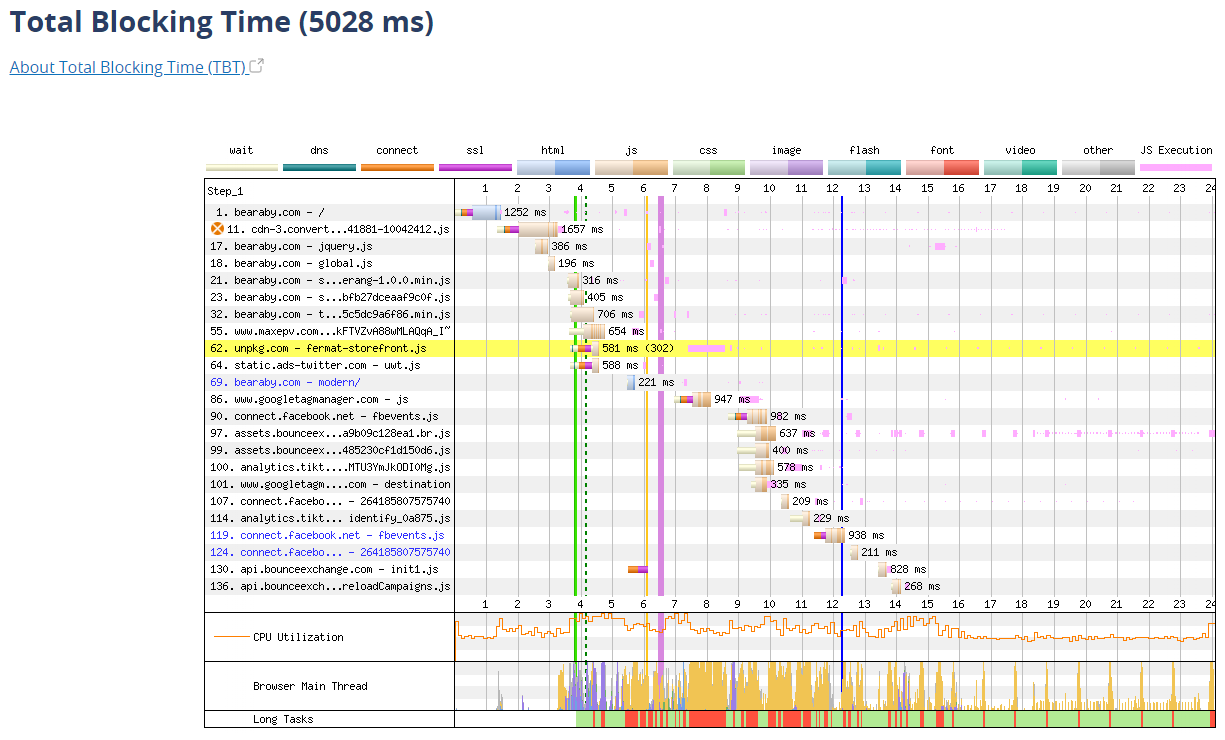 Total Blocking Time (5028 ms)
About Total Blocking Time (TBT)
wait dns connect ssl html js css image flash font video other JS Execution
Step_1 1 2 3 4 5 6 7 8 9 10 11 12 13 14 15 16 17 18 19 20 21 22 23 24
1. bearaby.com - / 1252 ms
11. cdn-3.convert...41881-10042412.js 1657 ms
17. bearaby.com - jquery.js 386 ms
18. bearaby.com - global.js 196 ms
21. bearaby.com - s...erang-1.0.0.min.js 316 ms
23. bearaby.com - s...bfb27dceaaf9c0f.js 405 ms
32. bearaby.com - t...5c5dc9a6f86.min.js 706 ms
55. www.maxepv.com...kFTVZvA88wMLAQqA_I~ 654 ms
62. unpkg.com - fermat-storefront.js 581 ms (302)
64. static.ads-twitter.com - uwt.js 588 ms
69. bearaby.com - modern/ 221 ms
86. www.googletagmanager.com - js 947 ms
90. connect.facebook.net - fbevents.js 982 ms
97. assets.bounceex...a9b09c128ea1.br.js 637 ms
99. assets.bounceex...485230cf1d150d6.js 400 ms
100. analytics.tikt....MTU3YmJkODI0Mg.js 578 ms
101. www.googletagm....com - destination 335 ms
107. connect.facebo... - 264185807575740 209 ms
114. analytics.tikt... identify_0a875.js 229 ms
119. connect.facebook.net - fbevents.js 938 ms
124. connect.facebo... - 264185807575740 211 ms
130. api.bounceexchange.com - init1.js 828 ms
136. api.bounceexch...reloadCampaigns.js 268 ms
1 2 3 4 5 6 7 8 9 10 11 12 13 14 15 16 17 18 19 20 21 22 23 24
CPU Utilization
Browser Main Thread
Long Tasks